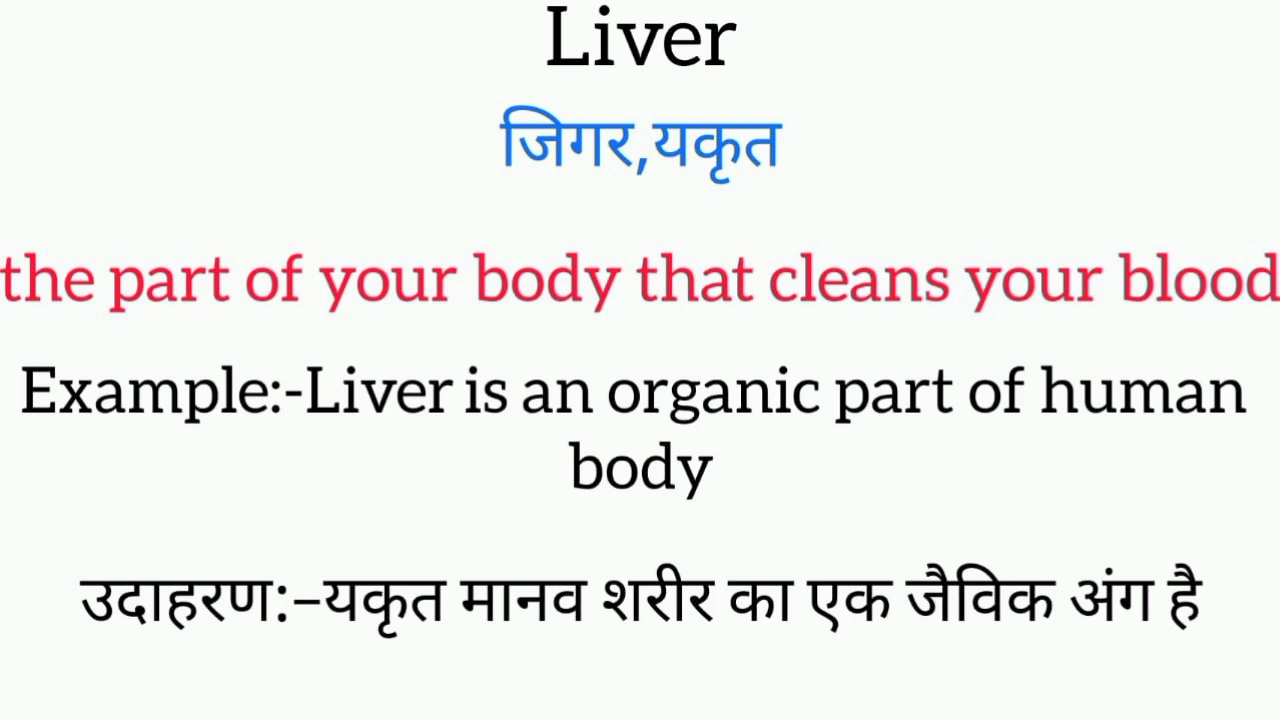 Liver
जिगर,यकृत
the part of your body that cleans your blood
Example:-Liver is an organic part of human
body
उदाहरण:–यकृत मानव शरीर का एक जैविक अंग है